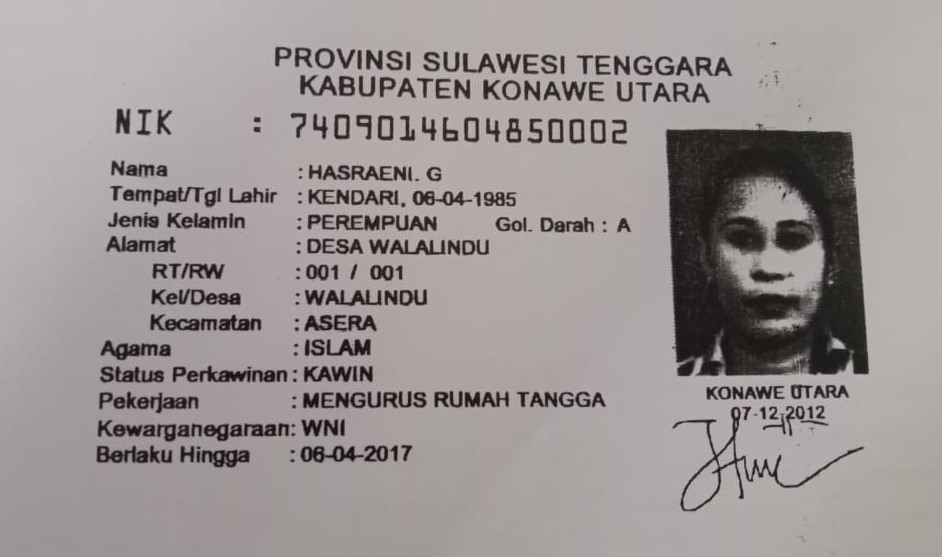 PROVINSI SULAWESI TENGGARA
KABUPATEN KONAWE UTARA
NIK : 7409014604850002
Nama : HASRAENI. G
Tempat/Tgl Lahir : KENDARI, 06-04-1985
Jenis Kelamin : PEREMPUAN Gol. Darah : A
Alamat : DESA WALALINDU
RT/RW : 001 / 001
Kel/Desa : WALALINDU
Kecamatan : ASERA
Agama : ISLAM
Status Perkawinan : KAWIN
Pekerjaan : MENGURUS RUMAH TANGGA
Kewarganegaraan: WNI
Berlaku Hingga : 06-04-2017
KONAWE UTARA
07-12-2012